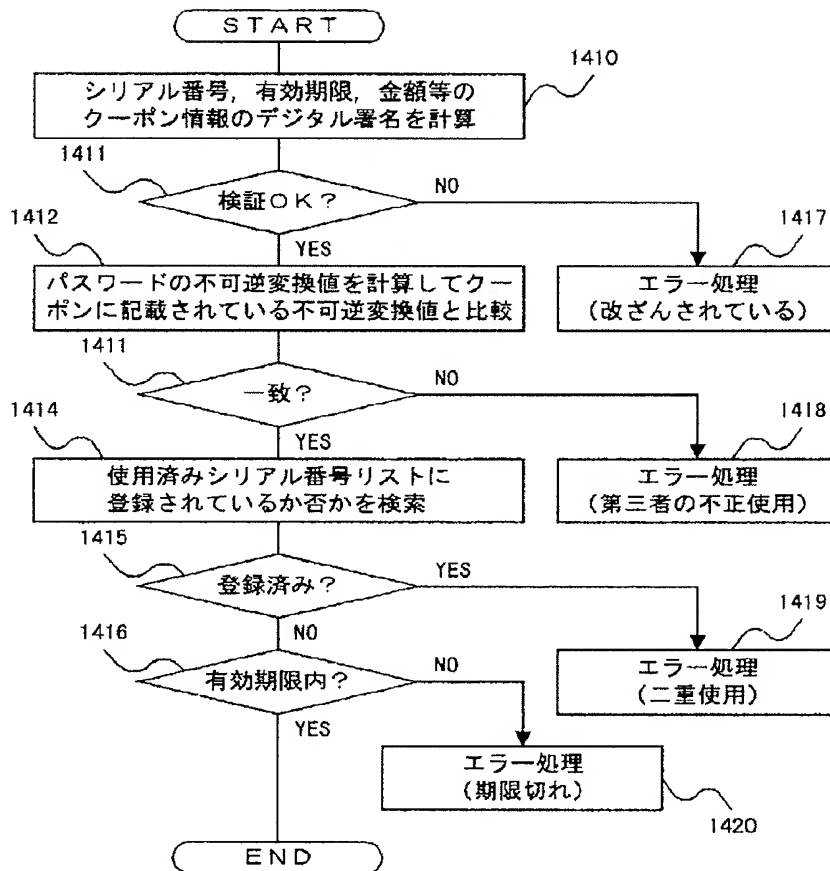 START
1410
シリアル番号，有効期限，金額等の
クーポン情報のデジタル署名を計算
1411
検証OK？
NO
YES
1412
パスワードの不可逆変換値を計算してクー
ポンに記載されている不可逆変換値と比較
1417
エラー処理
(改ざんされている)
1411
一致？
NO
YES
1414
使用済みシリアル番号リストに
登録されているか否かを検索
1418
エラー処理
(第三者の不正使用)
1415
登録済み？
YES
NO
1419
エラー処理
(二重使用)
1416
有効期限内？
NO
YES
エラー処理
(期限切れ)
1420
END